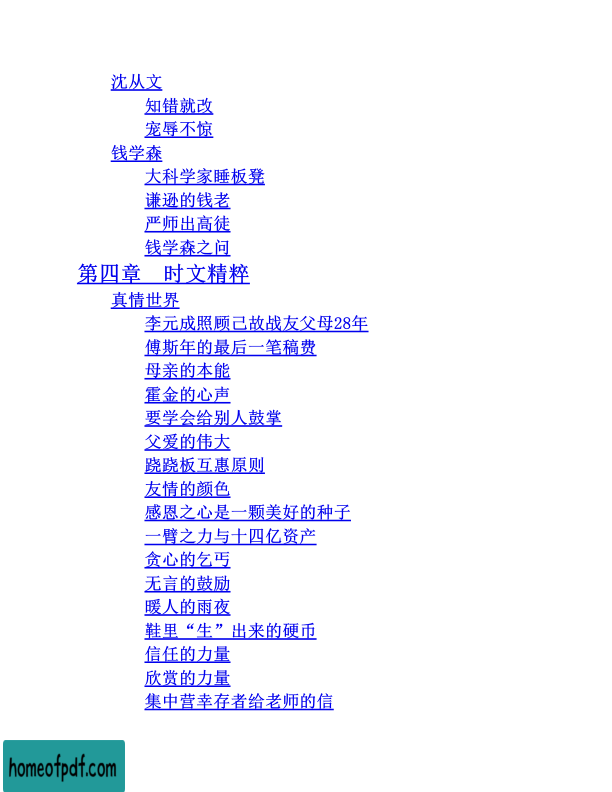 沈从文
知错就改
宠辱不惊
钱学森
大科学家睡板凳
谦逊的钱老
严师出高徒
钱学森之问
第四章　时文精粹
真情世界
李元成照顾己故战友父母28年
傅斯年的最后一笔稿费
母亲的本能
霍金的心声
要学会给别人鼓掌
父爱的伟大
跷跷板互惠原则
友情的颜色
感恩之心是一颗美好的种子
一臂之力与十四亿资产
贪心的乞丐
无言的鼓励
暖人的雨夜
鞋里“生”出来的硬币
信任的力量
欣赏的力量
集中营幸存者给老师的信
homeofpdf.com